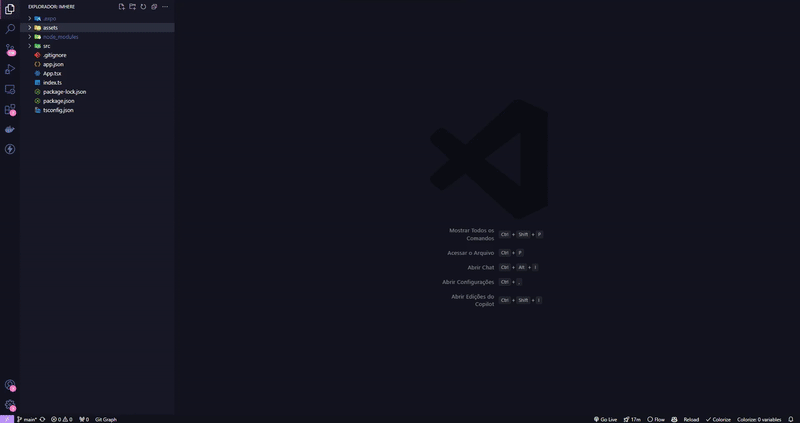 EXPLORADOR: IWHERE
.expo
assets
node_modules
src
.gitignore
app.json
App.tsx
index.ts
package-lock.json
package.json
tsconfig.json
Mostrar Todos os
Comandos
Ctrl + Shift + P
Acessar o Arquivo
Ctrl + P
Abrir Chat
Ctrl + Alt + I
Abrir Configurações
Ctrl + ,
Abrir Edições do
Copilot
Ctrl + Shift + I
main* 0 0 0 Git Graph Go Live 17m Flow Reload Colorize Colorize: 0 variables